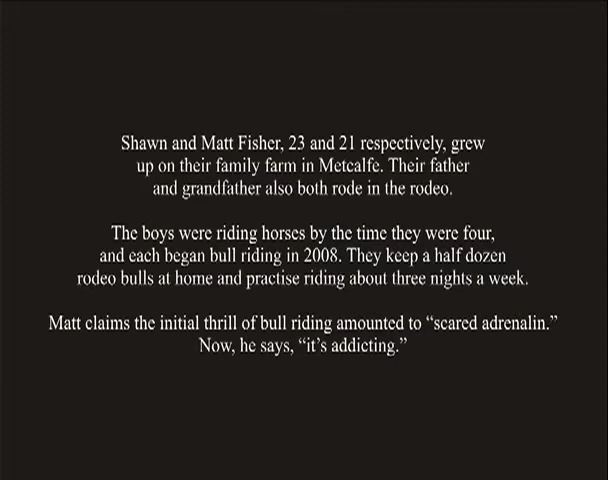 Shawn and Matt Fisher, 23 and 21 respectively, grew
up on their family farm in Metcalfe. Their father
and grandfather also both rode in the rodeo.
The boys were riding horses by the time they were four,
and each began bull riding in 2008. They keep a half dozen
rodeo bulls at home and practise riding about three nights a week.
Matt claims the initial thrill of bull riding amounted to “scared adrenalin.”
Now, he says, “it’s addicting.”